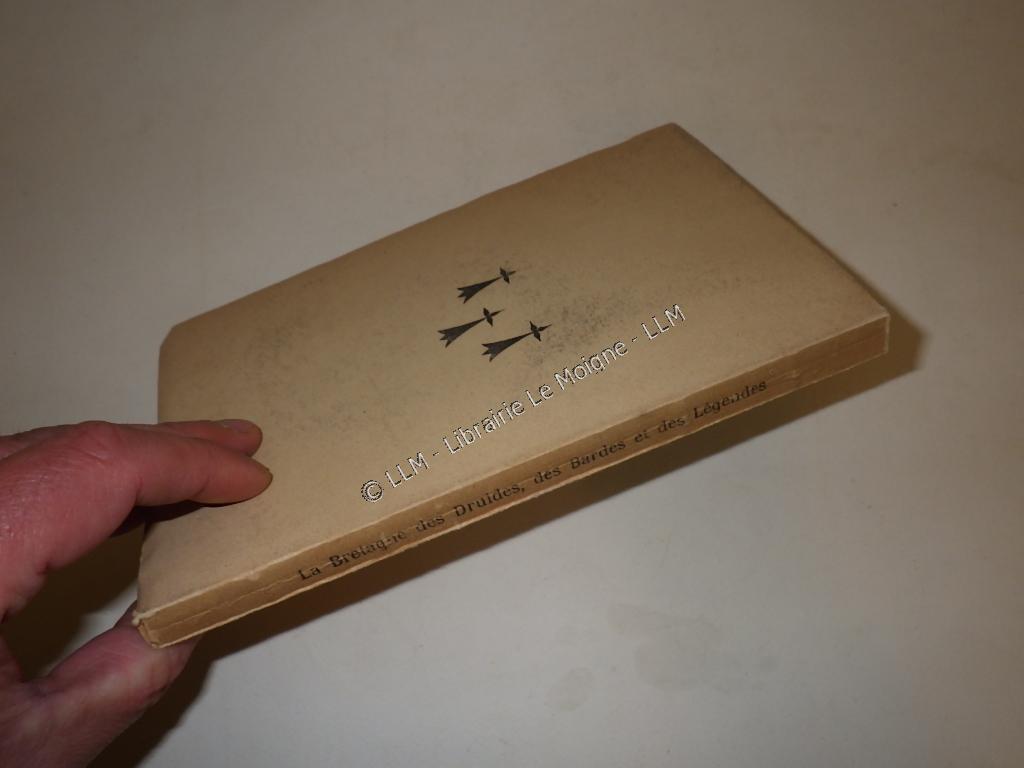 © LLM - Librairie Le Moigne - LLM
La Bretagne des Druides, des Bardes et des Légendes